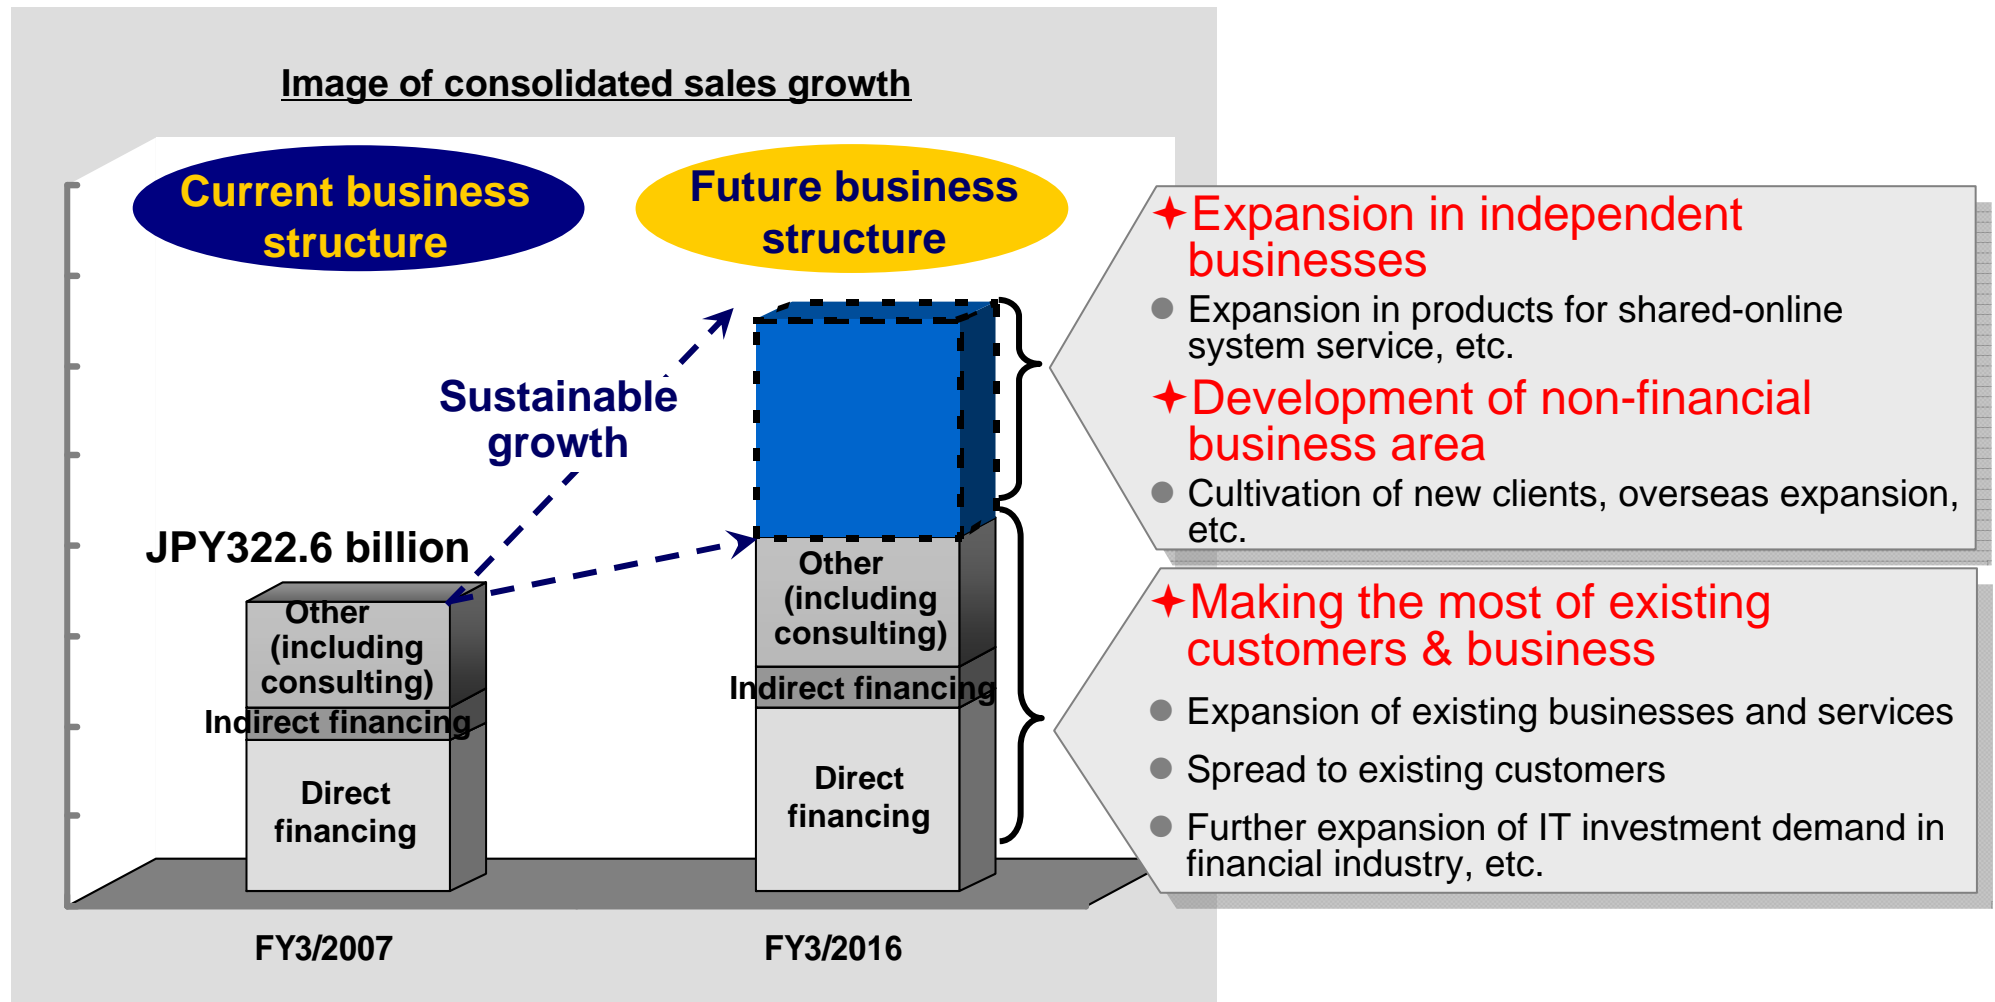 Image of consolidated sales growth
Current business
structure
Future business
structure
Sustainable
growth
JPY322.6 billion
Other
(including
consulting)
Indirect financing
Direct
financing
FY3/2007
Other
(including
consulting)
Indirect financing
Direct
financing
FY3/2016
Expansion in independent
businesses
Expansion in products for shared-online
system service, etc.
Development of non-financial
business area
Cultivation of new clients, overseas expansion,
etc.
Making the most of existing
customers & business
Expansion of existing businesses and services
Spread to existing customers
Further expansion of IT investment demand in
financial industry, etc.